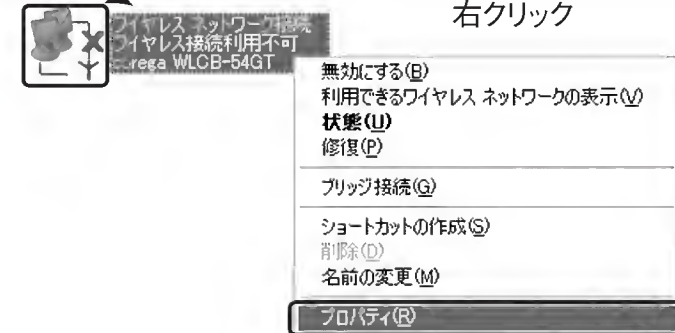 右クリック
ワイヤレス ネットワーク接続
ワイヤレス接続利用不可
corega WLCB-54GT
無効にする(B)
利用できるワイヤレス ネットワークの表示(V)
状態(U)
修復(P)
ブリッジ接続(G)
ショートカットの作成(S)
削除(D)
名前の変更(M)
プロパティ(R)